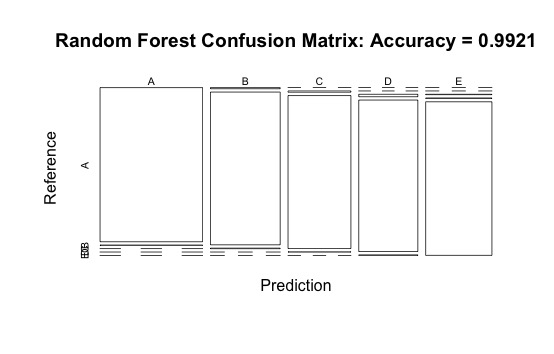 Random Forest Confusion Matrix: Accuracy = 0.9921
A B C D E
Reference
A
Prediction